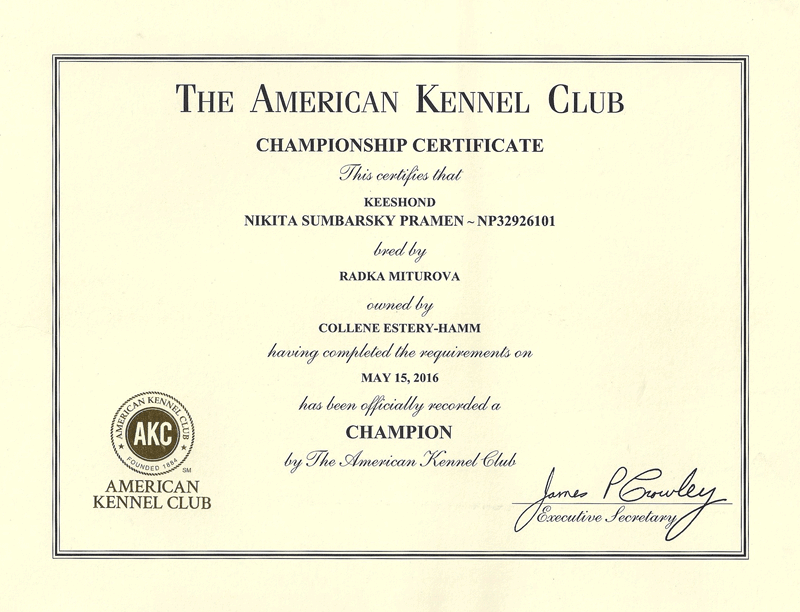 THE AMERICAN KENNEL CLUB
CHAMPIONSHIP CERTIFICATE
This certifies that
KEESHOND
NIKITA SUMBARSKY PRAMEN ~ NP32926101
bred by
RADKA MITUROVA
owned by
COLLENE ESTERY-HAMM
having completed the requirements on
MAY 15, 2016
has been officially recorded a
CHAMPION
by The American Kennel Club
AMERICAN KENNEL CLUB
AKC
FOUNDED 1884
SM
AMERICAN
KENNEL CLUB
James P Crowley
Executive Secretary